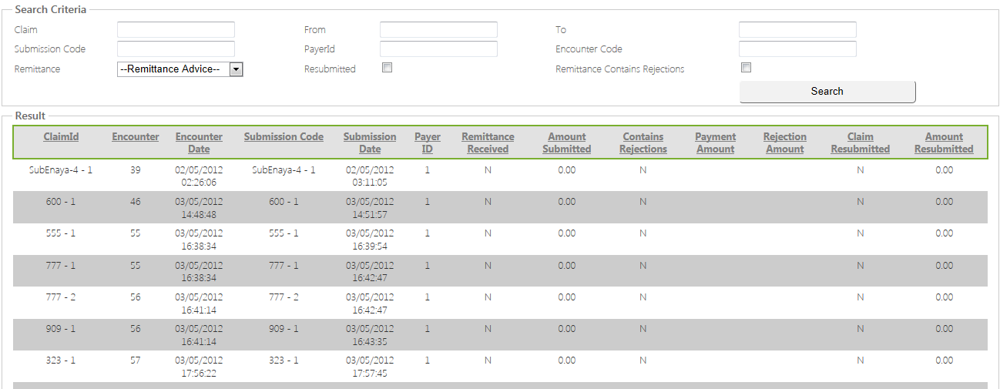 Search Criteria
Claim From To
Submission Code PayerId Encounter Code
Remittance --Remittance Advice-- Resubmitted Remittance Contains Rejections
Search
Result
ClaimId Encounter Encounter Submission Code Submission Payer Remittance Amount Contains Payment Rejection Claim Amount
Date Date ID Received Submitted Rejections Amount Amount Resubmitted Resubmitted
SubEnaya-4 - 1 39 02/05/2012 SubEnaya-4 - 1 02/05/2012 1 N 0.00 N N 0.00
02:26:06 03:11:05
600 - 1 46 03/05/2012 600 - 1 03/05/2012 1 N 0.00 N N 0.00
14:48:48 14:51:57
555 - 1 55 03/05/2012 555 - 1 03/05/2012 1 N 0.00 N N 0.00
16:38:34 16:39:54
777 - 1 55 03/05/2012 777 - 1 03/05/2012 1 N 0.00 N N 0.00
16:38:34 16:42:47
777 - 2 56 03/05/2012 777 - 2 03/05/2012 1 N 0.00 N N 0.00
16:41:14 16:42:47
909 - 1 56 03/05/2012 909 - 1 03/05/2012 1 N 0.00 N N 0.00
16:41:14 16:43:35
323 - 1 57 03/05/2012 323 - 1 03/05/2012 1 N 0.00 N N 0.00
17:56:22 17:57:45